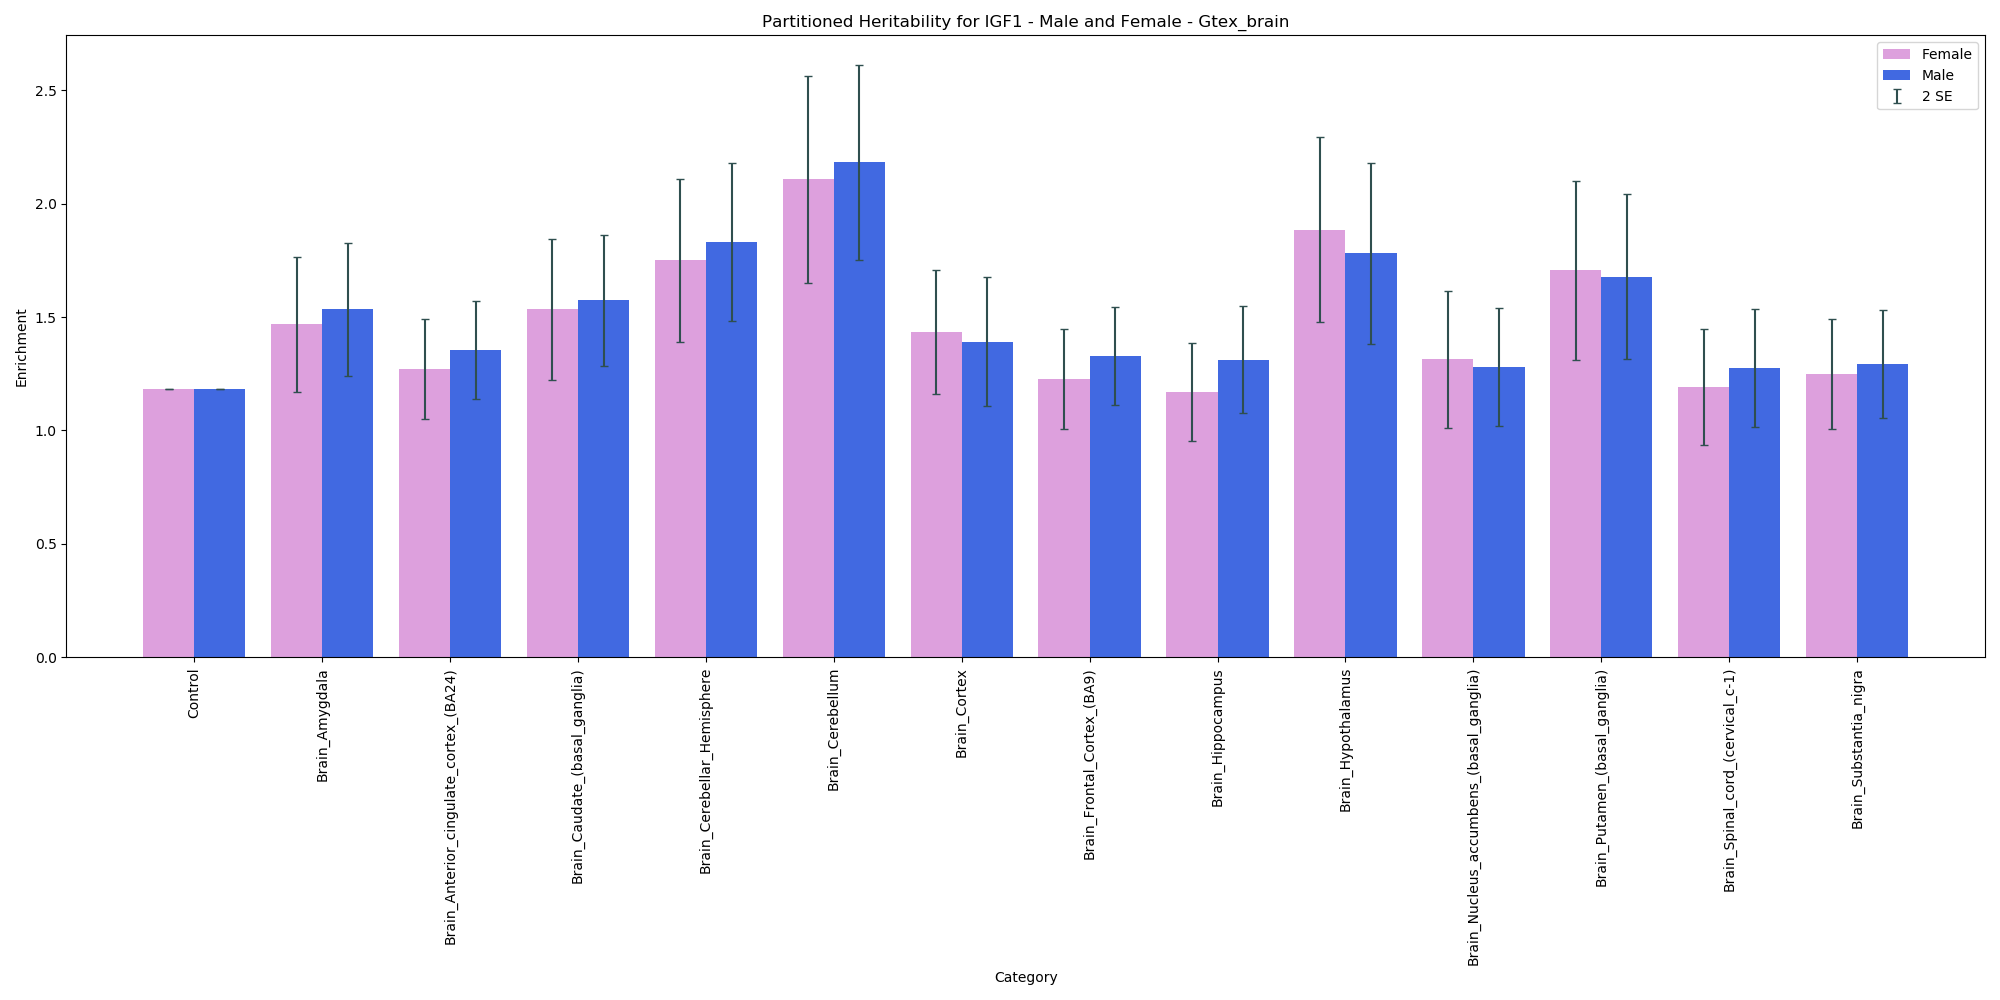 Partitioned Heritability for IGF1 - Male and Female - Gtex_brain
Female
Male
2 SE
Enrichment
2.5
2.0
1.5
1.0
0.5
0.0
Control
Brain_Amygdala
Brain_Anterior_cingulate_cortex_(BA24)
Brain_Caudate_(basal_ganglia)
Brain_Cerebellar_Hemisphere
Brain_Cerebellum
Brain_Cortex
Brain_Frontal_Cortex_(BA9)
Brain_Hippocampus
Brain_Hypothalamus
Brain_Nucleus_accumbens_(basal_ganglia)
Brain_Putamen_(basal_ganglia)
Brain_Spinal_cord_(cervical_c-1)
Brain_Substantia_nigra
Category